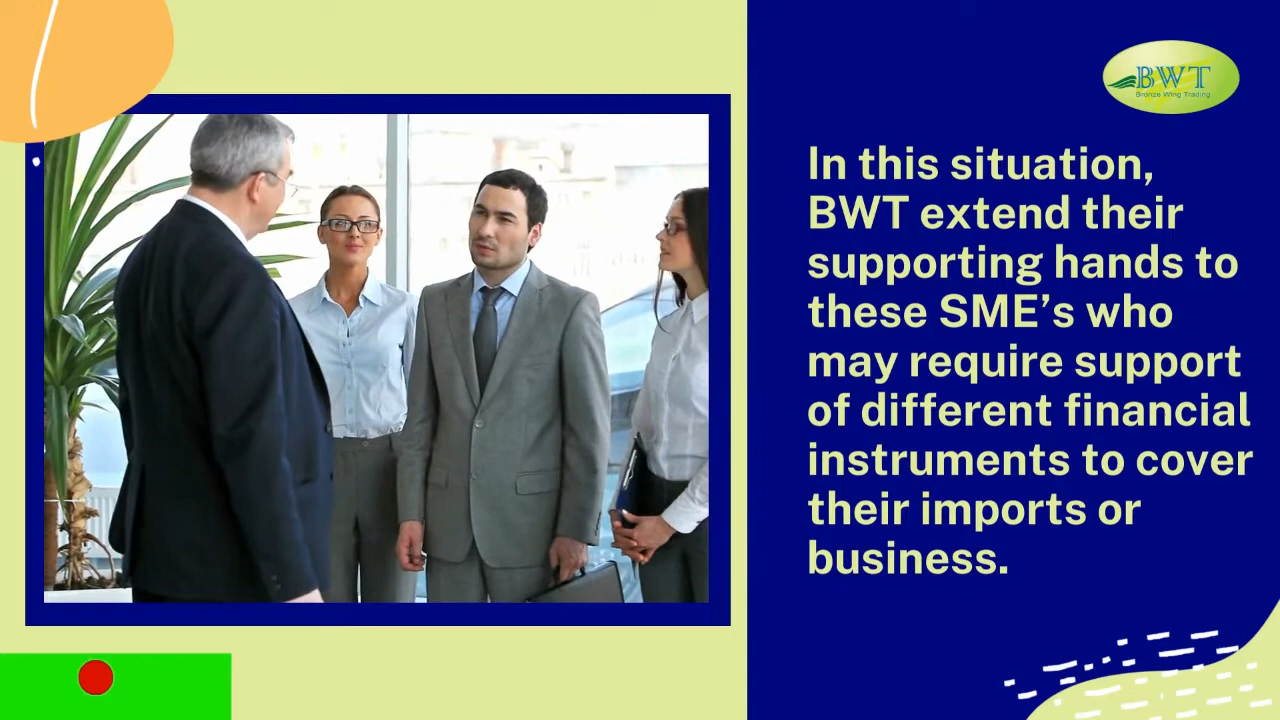 BWT
Bronze Wing Trading
In this situation,
BWT extend their
supporting hands to
these SME’s who
may require support
of different financial
instruments to cover
their imports or
business.